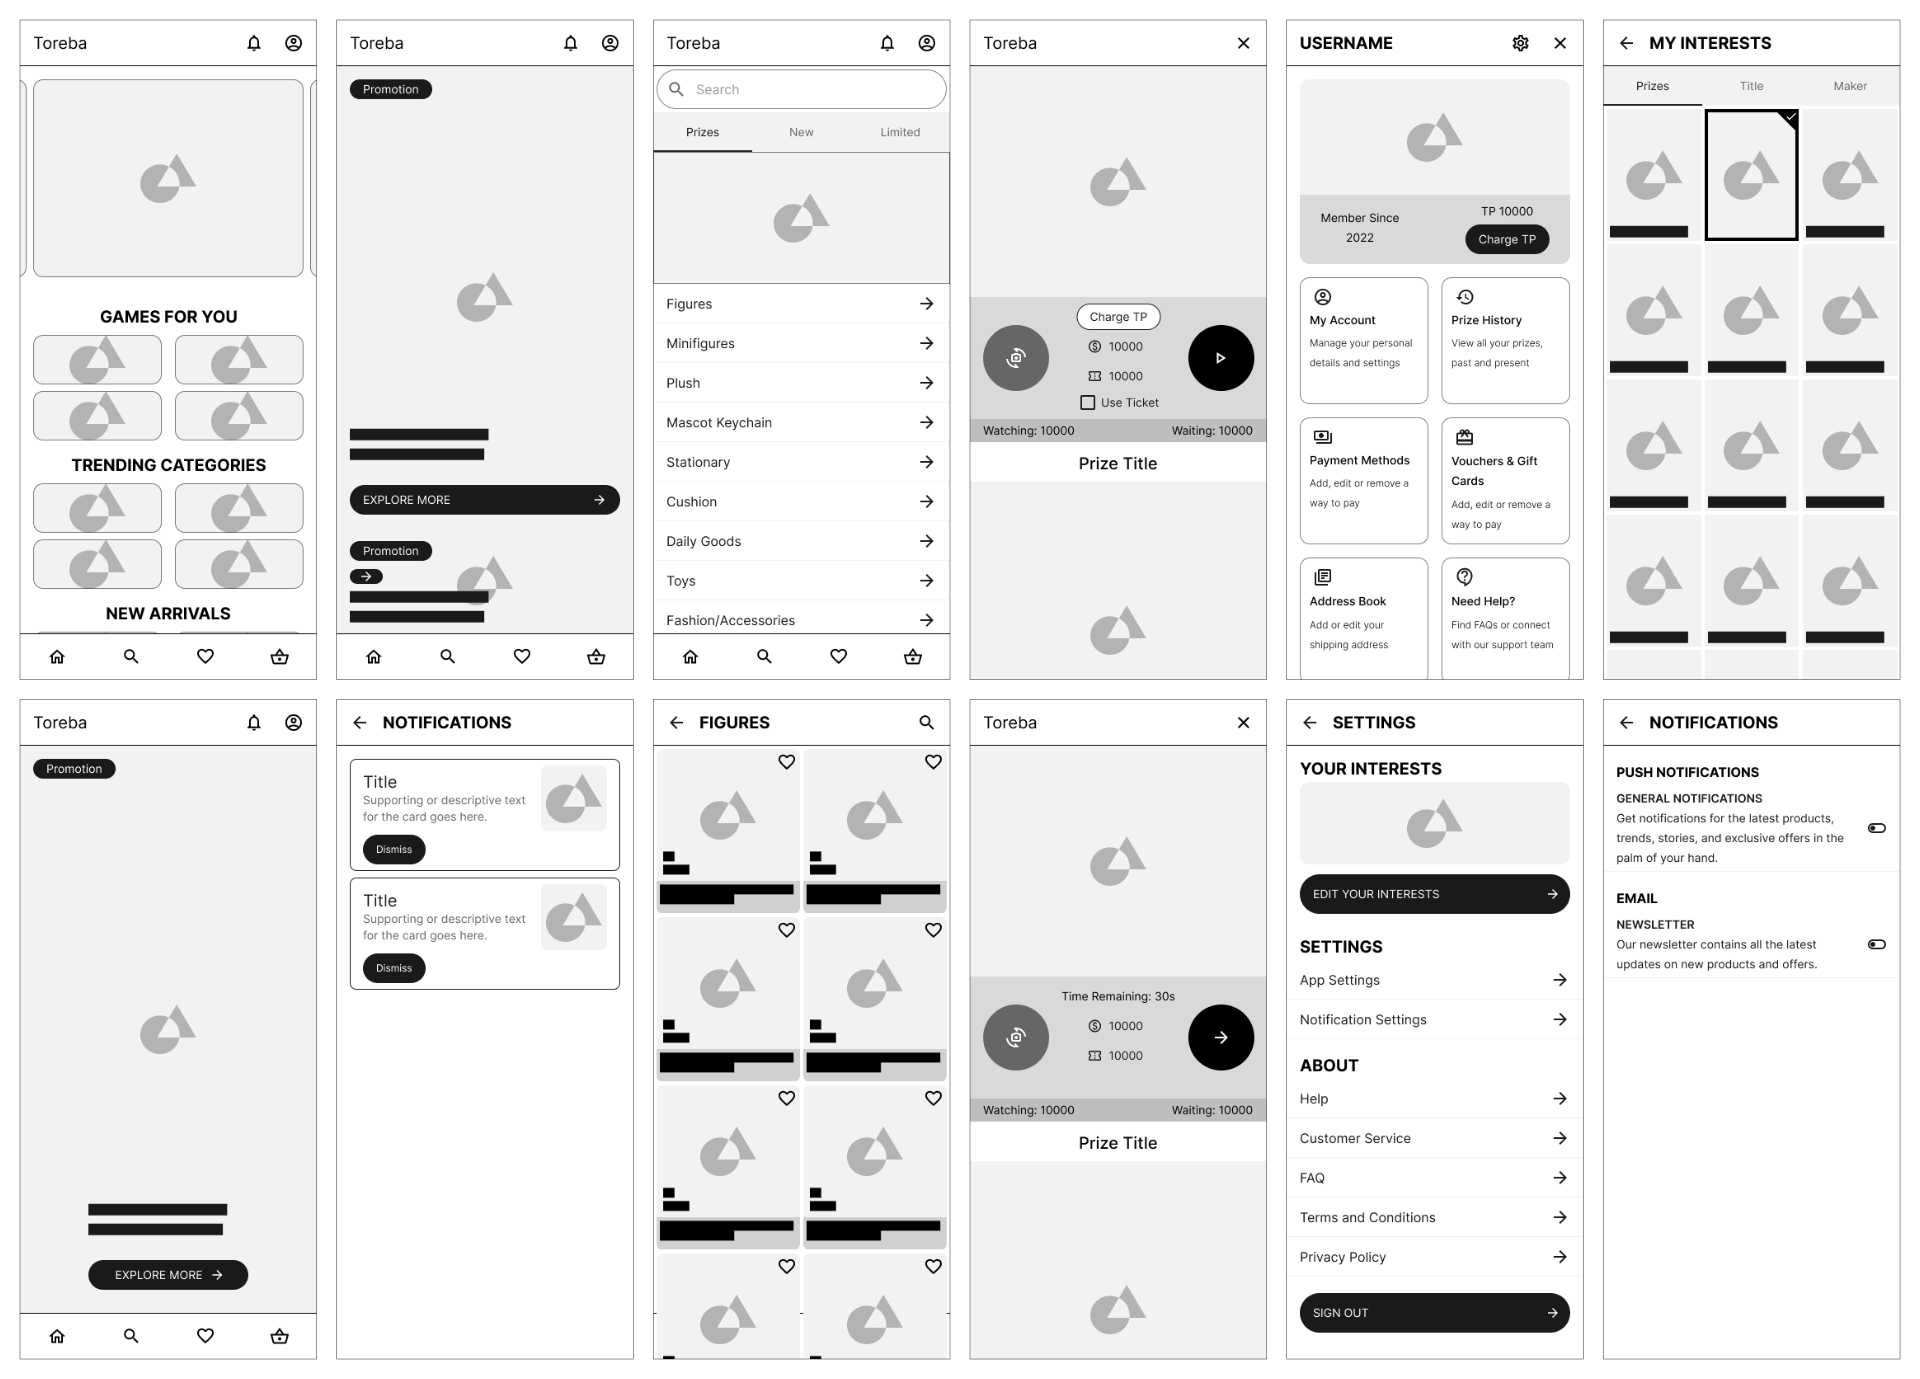 Toreba
GAMES FOR YOU
TRENDING CATEGORIES
NEW ARRIVALS
Toreba
Promotion
EXPLORE MORE
Promotion
Toreba
Search
Prizes New Limited
Figures
Minifigures
Plush
Mascot Keychain
Stationary
Cushion
Daily Goods
Toys
Fashion/Accessories
Toreba
Charge TP
10000
10000
Use Ticket
Watching: 10000 Waiting: 10000
Prize Title
USERNAME
Member Since
2022
TP 10000
Charge TP
My Account
Manage your personal
details and settings
Prize History
View all your prizes,
past and present
Payment Methods
Add, edit or remove a
way to pay
Vouchers & Gift
Cards
Add, edit or remove a
way to pay
Address Book
Add or edit your
shipping address
Need Help?
Find FAQs or connect
with our support team
MY INTERESTS
Prizes Title Maker
Toreba
Promotion
EXPLORE MORE
NOTIFICATIONS
Title
Supporting or descriptive text
for the card goes here.
Dismiss
Title
Supporting or descriptive text
for the card goes here.
Dismiss
FIGURES
Toreba
Time Remaining: 30s
10000
10000
Watching: 10000 Waiting: 10000
Prize Title
SETTINGS
YOUR INTERESTS
EDIT YOUR INTERESTS
SETTINGS
App Settings
Notification Settings
ABOUT
Help
Customer Service
FAQ
Terms and Conditions
Privacy Policy
SIGN OUT
NOTIFICATIONS
PUSH NOTIFICATIONS
GENERAL NOTIFICATIONS
Get notifications for the latest products,
trends, stories, and exclusive offers in the
palm of your hand.
EMAIL
NEWSLETTER
Our newsletter contains all the latest
updates on new products and offers.